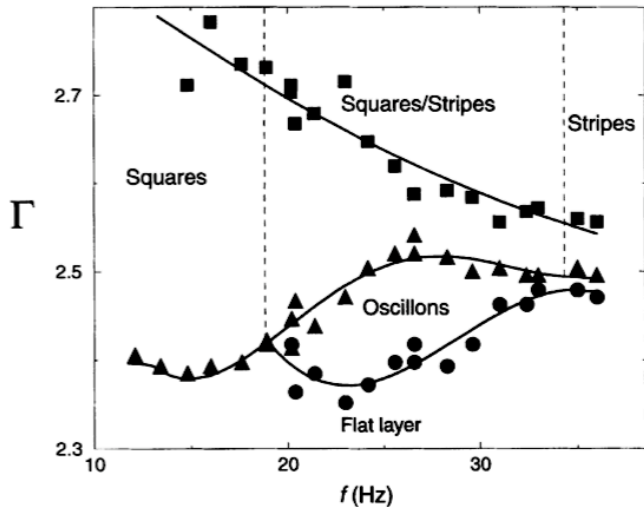 2.7
Squares/Stripes
Stripes
Squares
Γ
2.5
Oscillons
Flat layer
2.3
10
20
30
f (Hz)